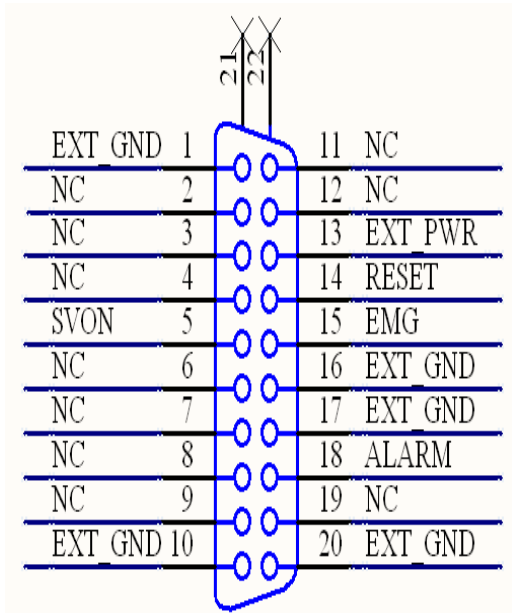 21 22
EXT_GND 1 11 NC
NC 2 12 NC
NC 3 13 EXT_PWR
NC 4 14 RESET
SVON 5 15 EMG
NC 6 16 EXT_GND
NC 7 17 EXT_GND
NC 8 18 ALARM
NC 9 19 NC
EXT_GND 10 20 EXT_GND